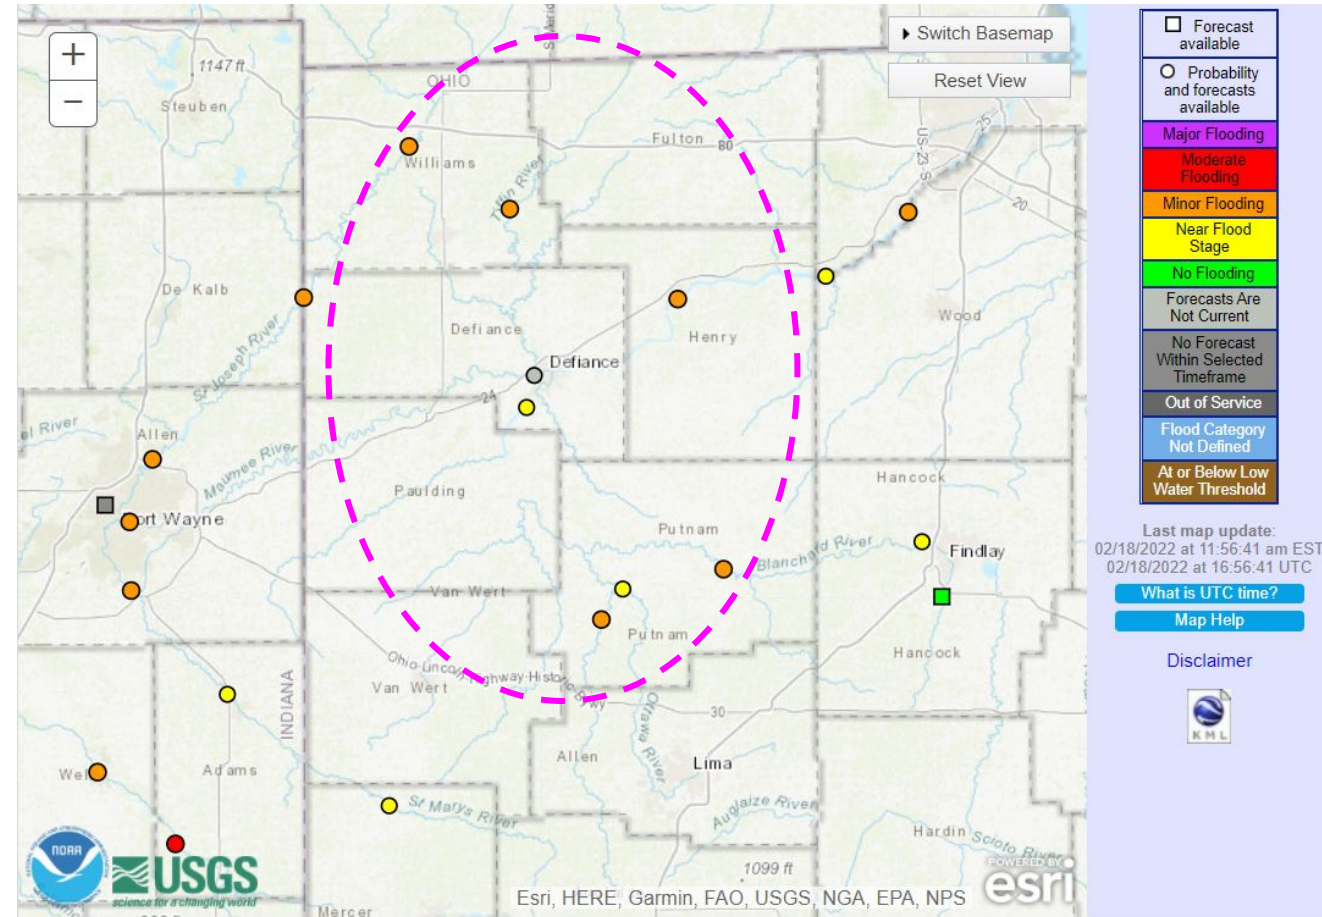 +
−
1147 ft
Steuben
OHIO
▸ Switch Basemap
Reset View
Fulton
80
US-23-S
25
20
Williams
Tiffin River
De Kalb
St Joseph River
Defiance
Henry
Wood
Defiance
24
Allen
el River
Maumee River
Fort Wayne
Paulding
Hancock
Putnam
Blanchard River
Findlay
Van Wert
Putnam
Hancock
Ohio Lincoln Highway Historic Bwy
Van Wert
30
INDIANA
Ottawa River
Allen
Lima
Adams
St Marys River
Auglaize River
Hardin
Scioto River
1099 ft
Mercer
NOAA
USGS
science for a changing world
POWERED BY
esri
Esri, HERE, Garmin, FAO, USGS, NGA, EPA, NPS
Forecast
available
Probability
and forecasts
available
Major Flooding
Moderate
Flooding
Minor Flooding
Near Flood
Stage
No Flooding
Forecasts Are
Not Current
No Forecast
Within Selected
Timeframe
Out of Service
Flood Category
Not Defined
At or Below Low
Water Threshold
Last map update:
02/18/2022 at 11:56:41 am EST
02/18/2022 at 16:56:41 UTC
What is UTC time?
Map Help
Disclaimer
KML